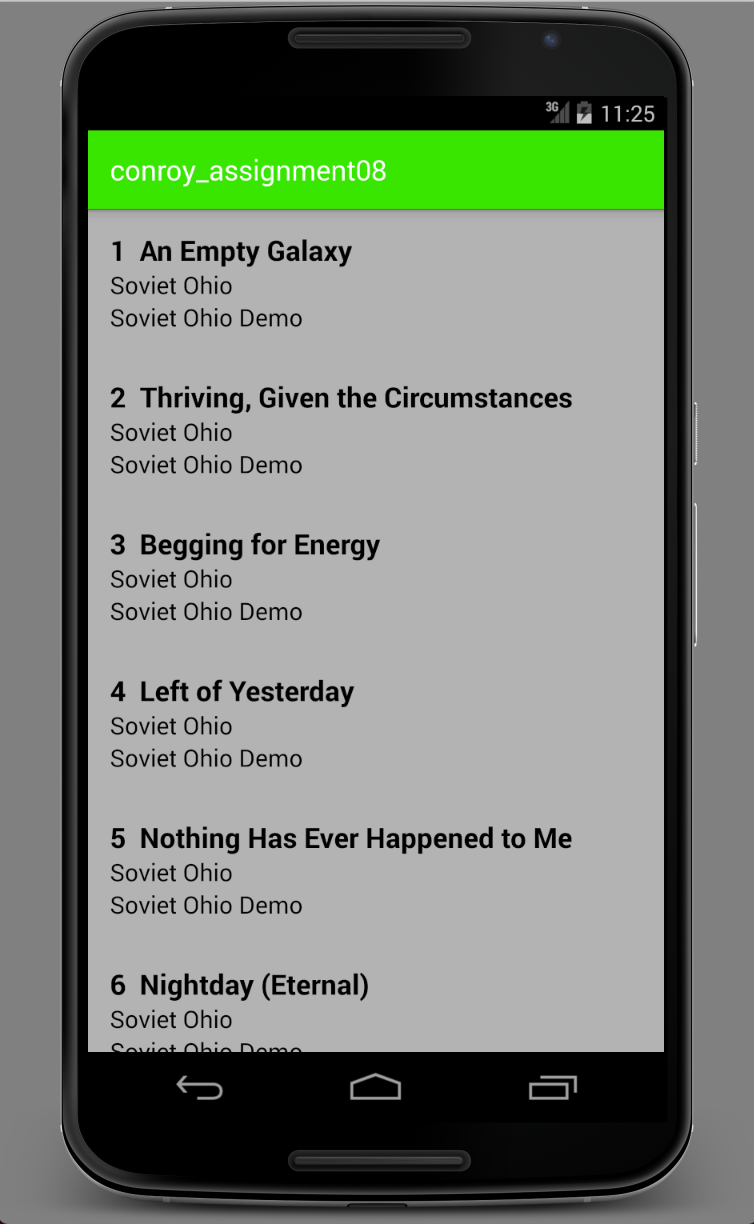 3G 11:25
conroy_assignment08
1 An Empty Galaxy
Soviet Ohio
Soviet Ohio Demo
2 Thriving, Given the Circumstances
Soviet Ohio
Soviet Ohio Demo
3 Begging for Energy
Soviet Ohio
Soviet Ohio Demo
4 Left of Yesterday
Soviet Ohio
Soviet Ohio Demo
5 Nothing Has Ever Happened to Me
Soviet Ohio
Soviet Ohio Demo
6 Nightday (Eternal)
Soviet Ohio
Soviet Ohio Demo